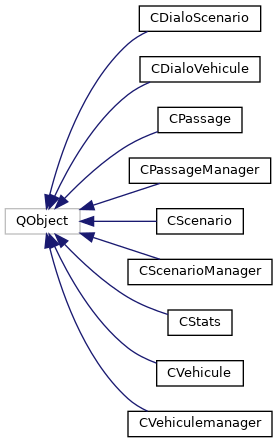 CDialoScenario
CDialoVehicule
CPassage
CPassageManager
QObject
CScenario
CScenarioManager
CStats
CVehicule
CVehiculemanager